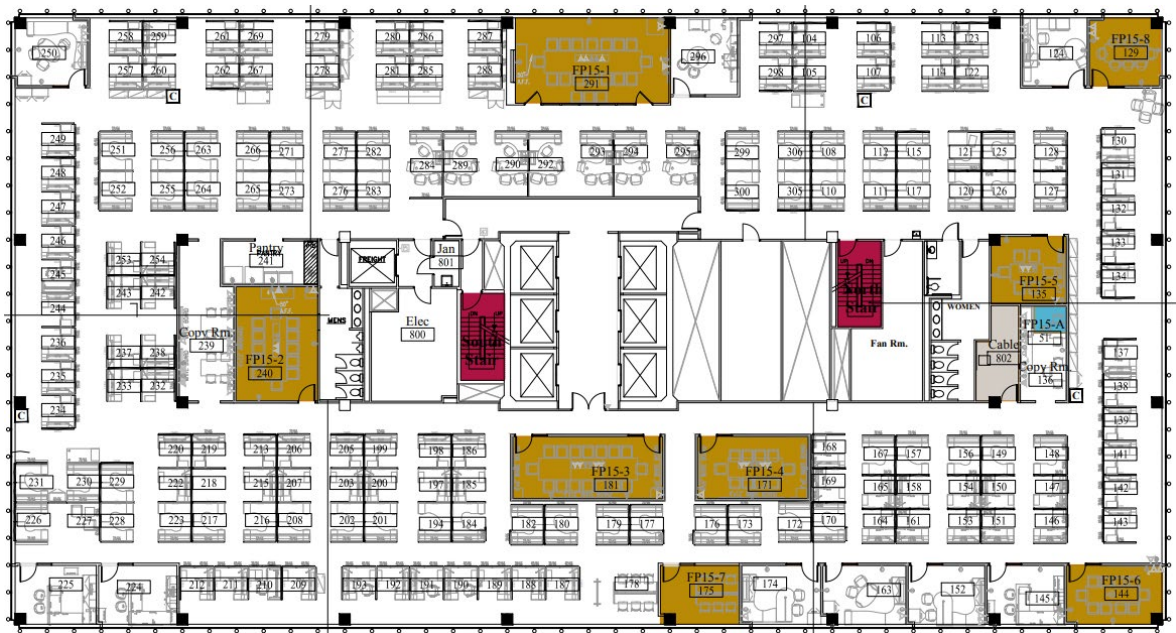 258 259 261 269 279 280 286 287 297 104 106 113 123
250 FP15-1 296 124 FP15-8
129
257 260 262 267 278 281 285 288 291 298 105 107 114 122
C C
249 251 256 263 266 271 277 282 284 289 290 292 293 294 295 299 306 108 112 115 121 125 128 130
248 131
252 255 264 265 273 276 283 300 305 110 111 117 120 126 127
247 132
246 Pantry Jan 133
PANTRY
253 254 241 FREIGHT 801 134
245 North
243 242 Stair FP15-5
135
244 WOMEN
Copy Rm. MENS Elec FP15-A
236 239 800 South Fan Rm. Cable 51
Stair 802 Copy Rm.
237 238 FP15-2 136 137
235 233 232 240 138
234 C C
139
220 219 213 206 205 199 198 186 FP15-3 FP15-4 168 167 157 156 149 148
181 171 141
231 230 229 222 218 215 207 203 200 197 185 169 165 158 154 150 147 142
226 227 228 223 217 216 208 202 201 194 184 182 180 179 177 176 173 172 170 164 161 153 151 146 143
225 224 212 211 210 209 193 192 191 190 189 188 187 178 FP15-7 174 163 152 145 FP15-6
175 144